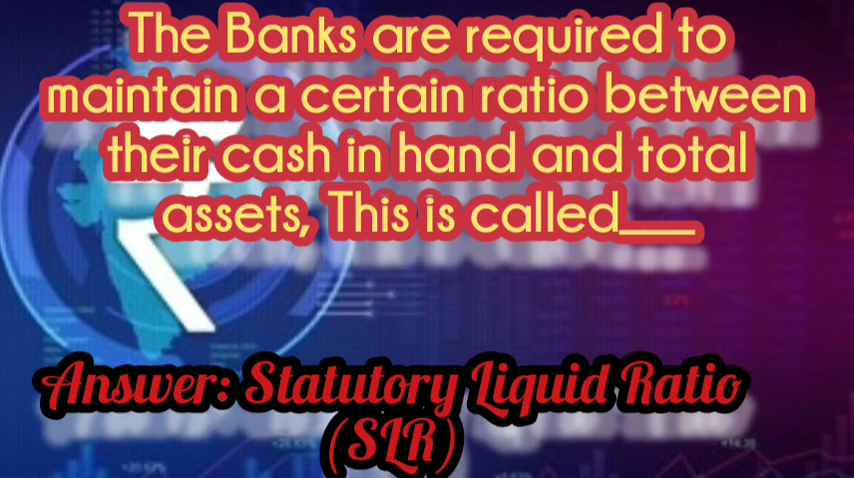 The Banks are required to
maintain a certain ratio between
their cash in hand and total
assets, This is called___
Answer: Statutory Liquid Ratio
(SLR)